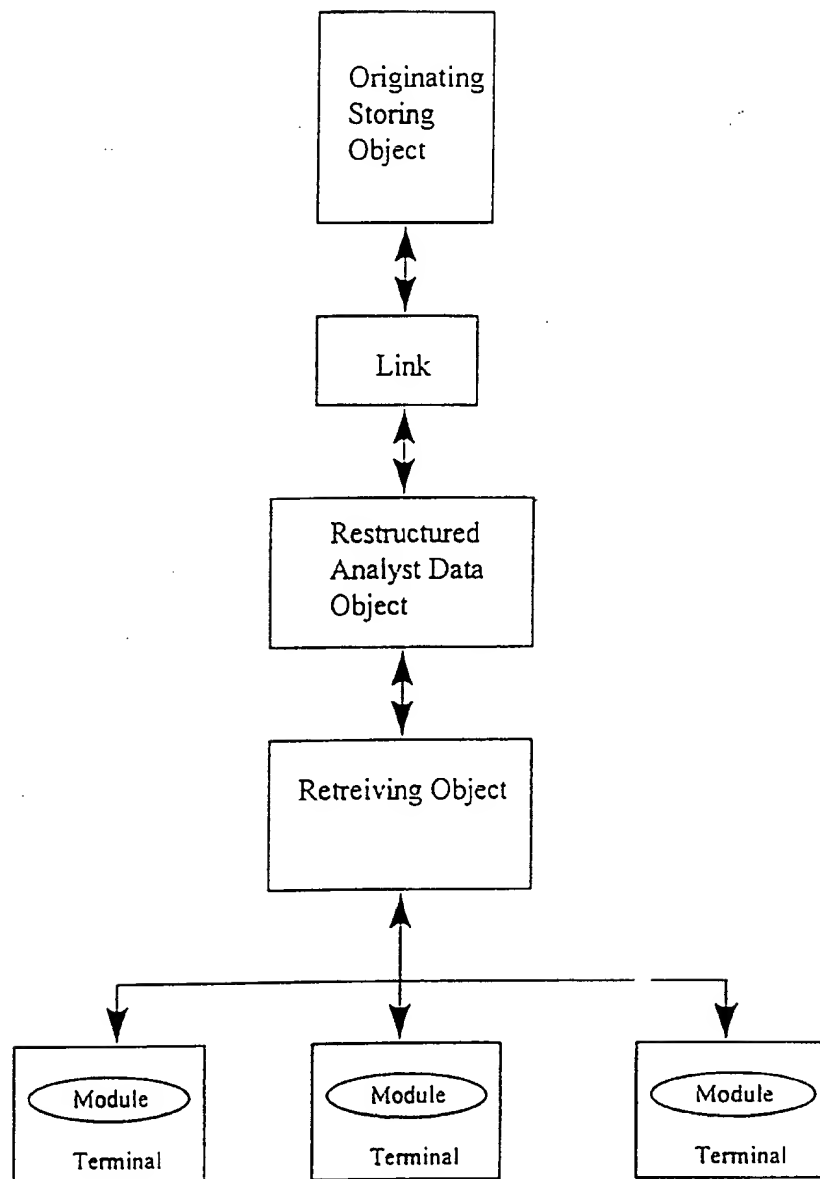 Originating
Storing
Object
Link
Restructured
Analyst Data
Object
Retreiving Object
Module
Terminal
Module
Terminal
Module
Terminal